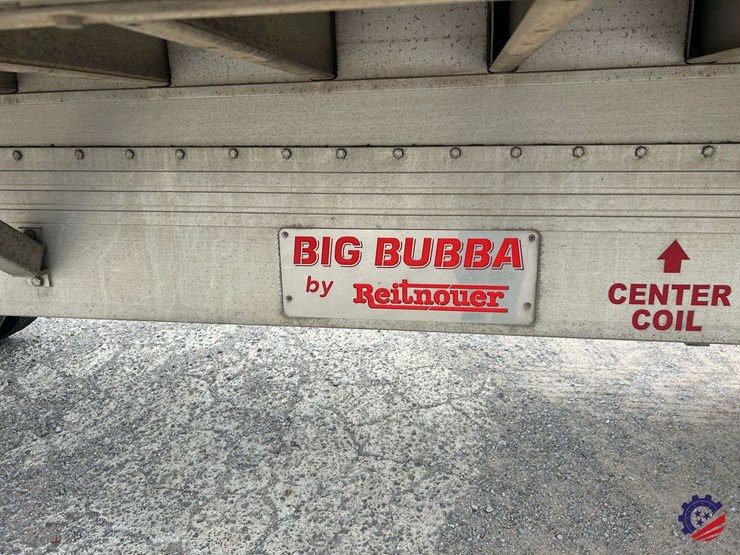 BIG BUBBA
by Reitnouer
CENTER
COIL